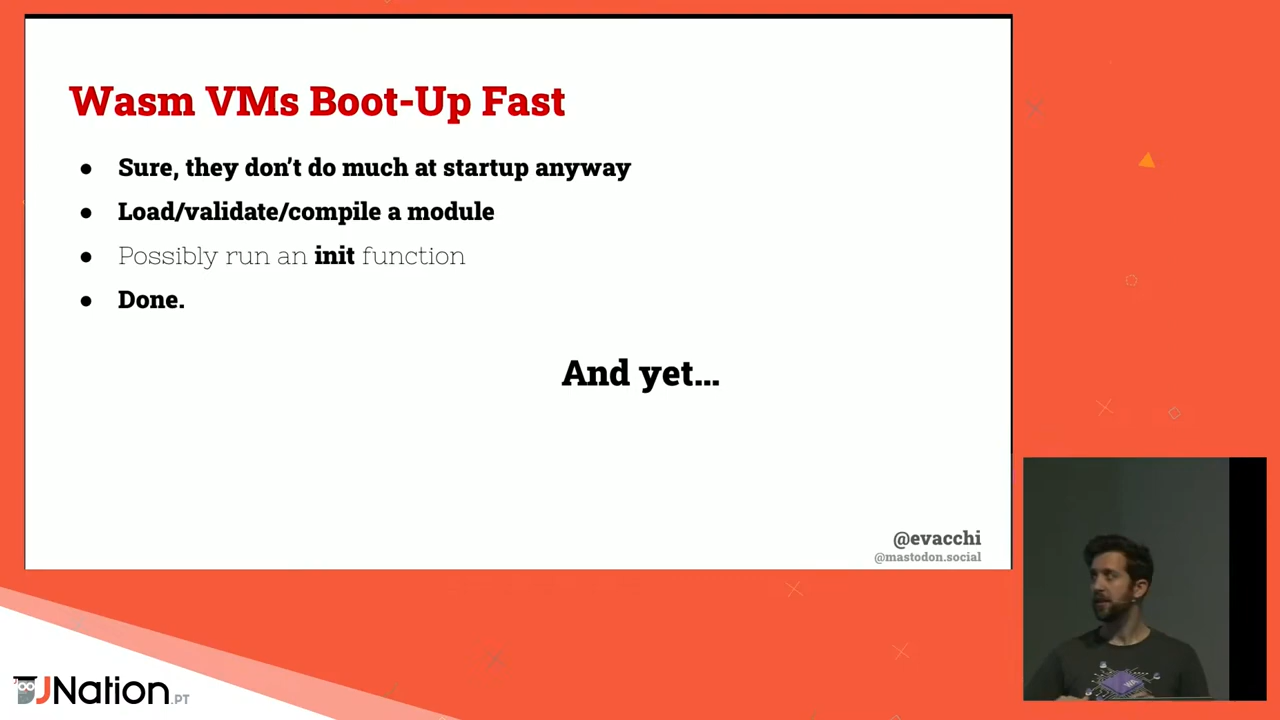 Wasm VMs Boot-Up Fast
● Sure, they don't do much at startup anyway
● Load/validate/compile a module
● Possibly run an init function
● Done.
And yet...
@evacchi
@mastodon.social
JNation.PT